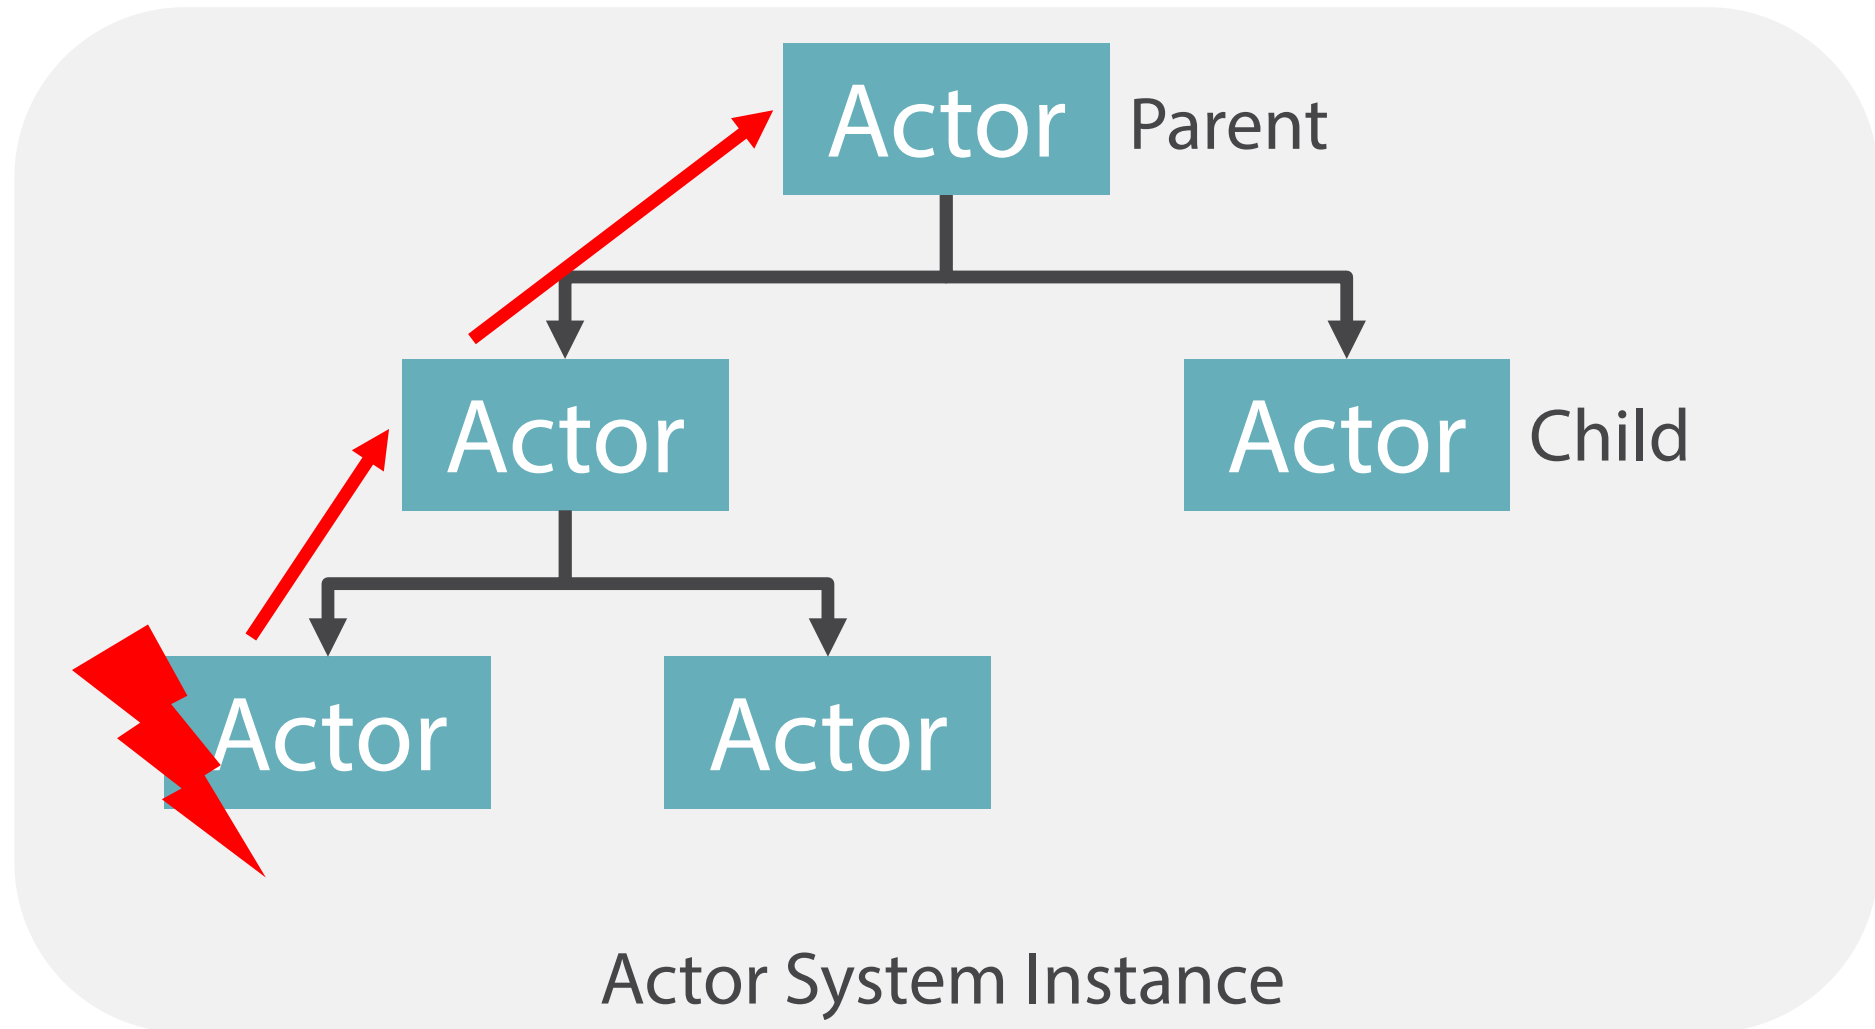 Actor
Parent
Actor
Actor
Child
Actor
Actor
Actor System Instance